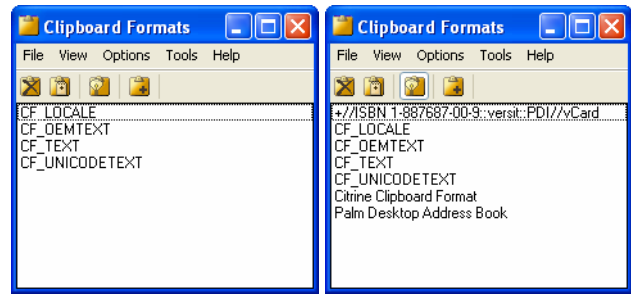 Clipboard Formats
File View Options Tools Help
CF_LOCALE
CF_OEMTEXT
CF_TEXT
CF_UNICODETEXT
Clipboard Formats
File View Options Tools Help
+//ISBN 1-887687-00-9::versit::PDI//vCard
CF_LOCALE
CF_OEMTEXT
CF_TEXT
CF_UNICODETEXT
Citrine Clipboard Format
Palm Desktop Address Book